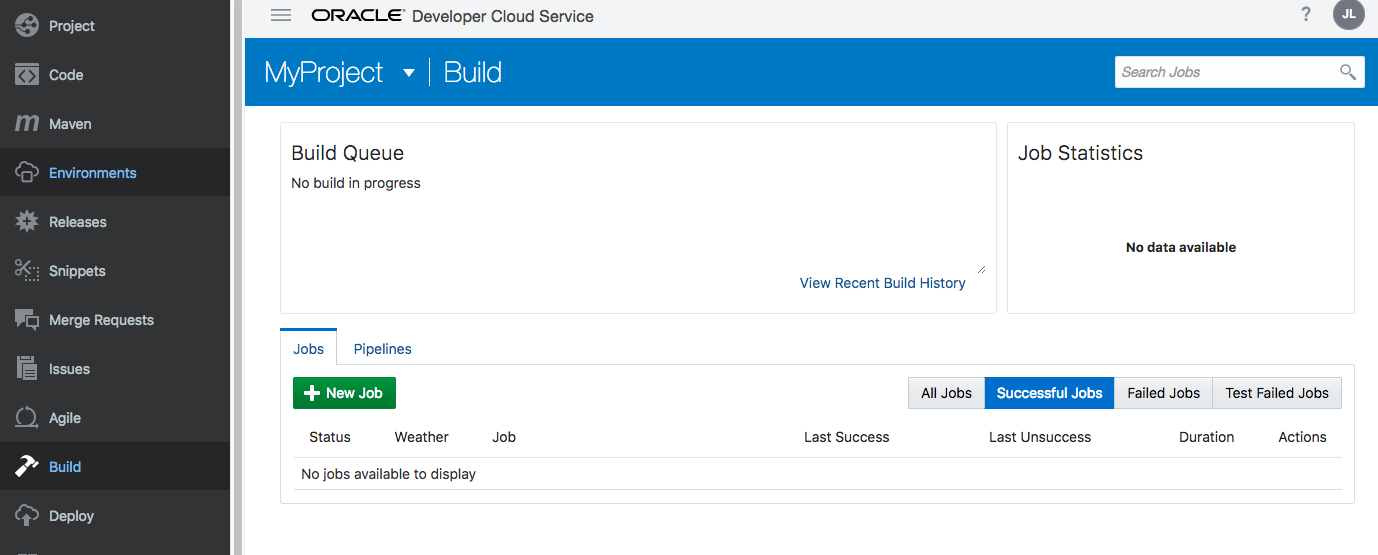 Project
Code
Maven
Environments
Releases
Snippets
Merge Requests
Issues
Agile
Build
Deploy
ORACLE® Developer Cloud Service
?
JL
MyProject Build
Search Jobs
Build Queue
No build in progress
View Recent Build History
Job Statistics
No data available
Jobs Pipelines
New Job
All Jobs Successful Jobs Failed Jobs Test Failed Jobs
Status Weather Job Last Success Last Unsuccess Duration Actions
No jobs available to display